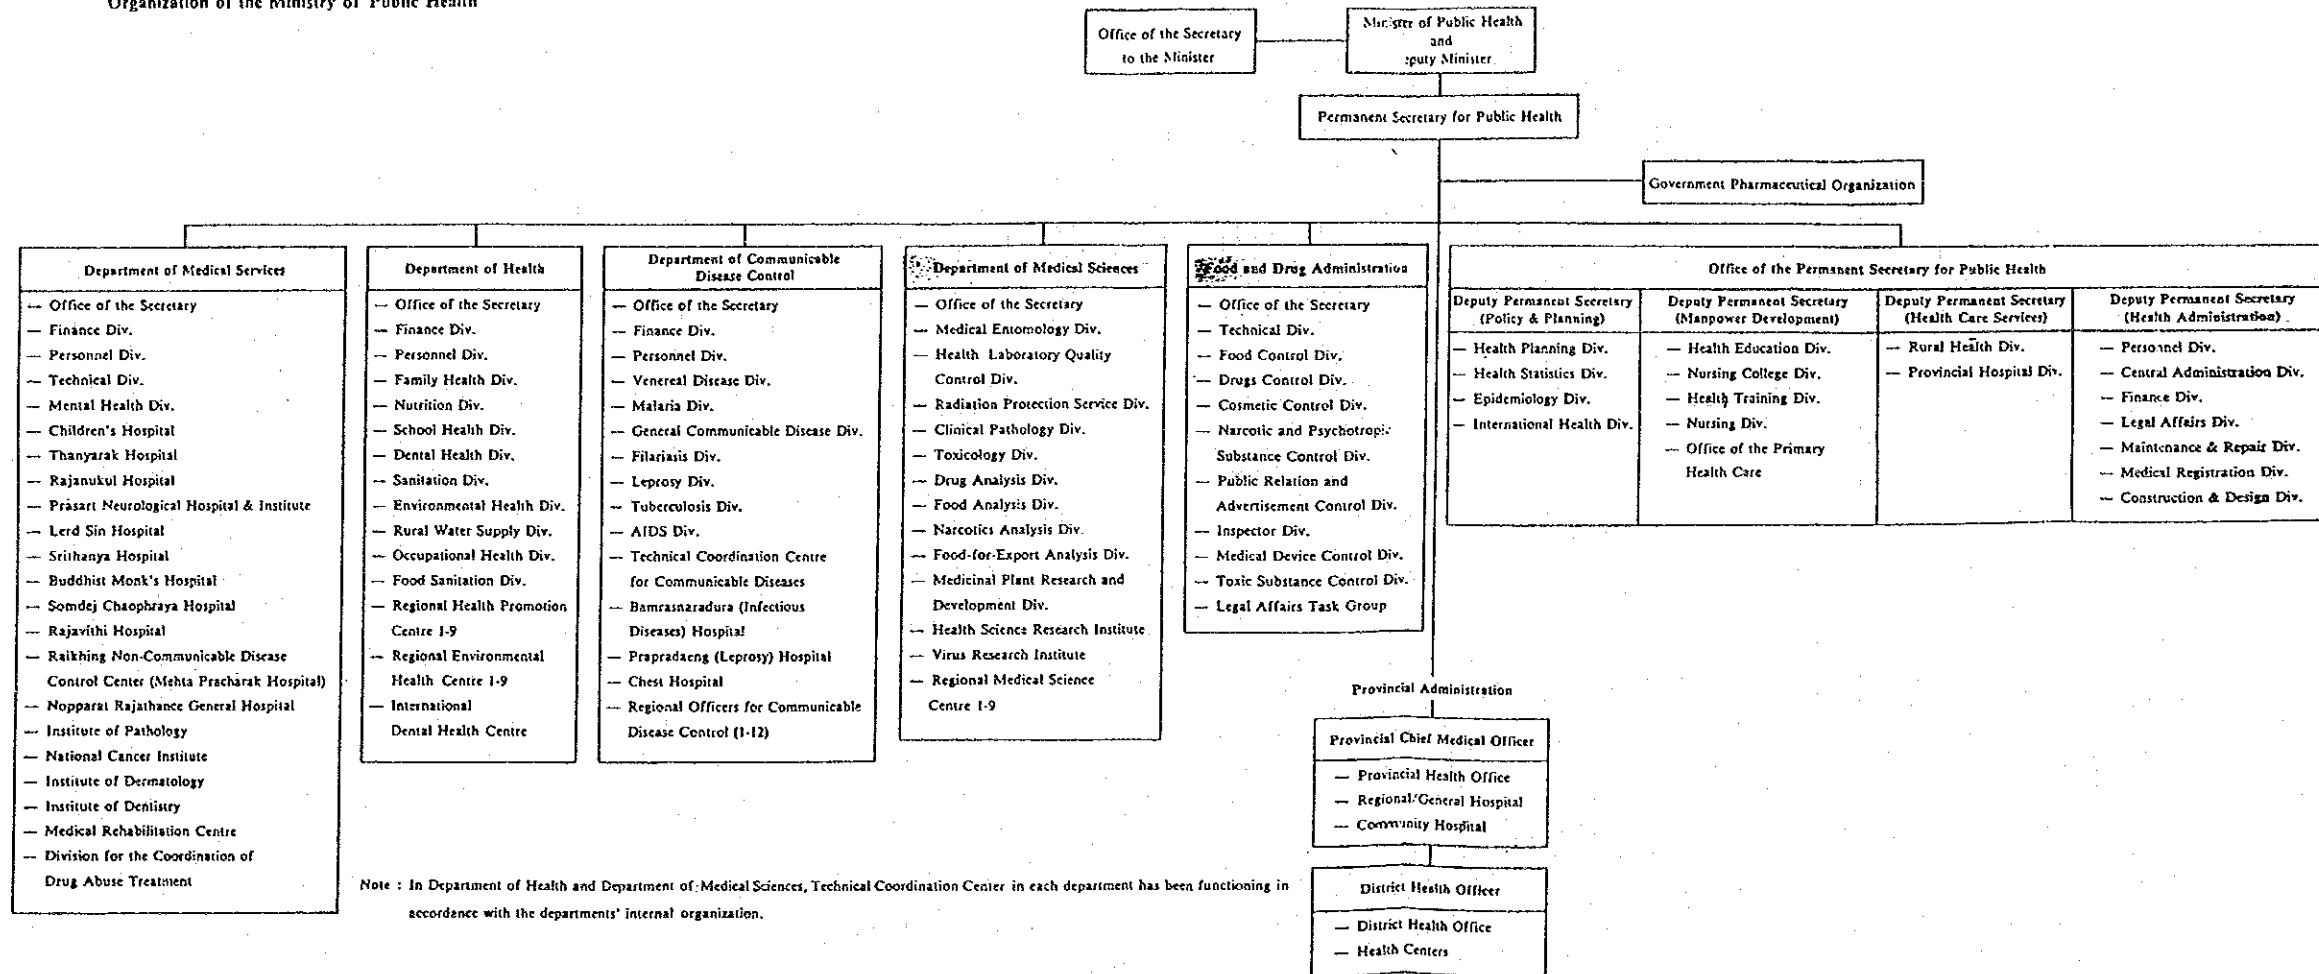 Organization of the Ministry of Public Health
Office of the Secretary
to the Minister
Minister of Public Health
and
eputy Minister
Permanent Secretary for Public Health
Government Pharmaceutical Organization
Department of Medical Services
— Office of the Secretary
— Finance Div.
— Personnel Div.
— Technical Div.
— Mental Health Div.
— Children's Hospital
— Thanyarak Hospital
— Rajanukul Hospital
— Prasart Neurological Hospital & Institute
— Lerd Sin Hospital
— Srithanya Hospital
— Buddhist Monk's Hospital
— Somdej Chaophraya Hospital
— Rajavithi Hospital
— Raikhing Non-Communicable Disease
Control Center (Mehta Pracharak Hospital)
— Nopparat Rajathance General Hospital
— Institute of Pathology
— National Cancer Institute
— Institute of Dermatology
— Institute of Dentistry
— Medical Rehabilitation Centre
— Division for the Coordination of
Drug Abuse Treatment
Department of Health
— Office of the Secretary
— Finance Div.
— Personnel Div.
— Family Health Div.
— Nutrition Div.
— School Health Div.
— Dental Health Div.
— Sanitation Div.
— Environmental Health Div.
— Rural Water Supply Div.
— Occupational Health Div.
— Food Sanitation Div.
— Regional Health Promotion
Centre 1-9
— Regional Environmental
Health Centre 1-9
— International
Dental Health Centre
Department of Communicable
Disease Control
— Office of the Secretary
— Finance Div.
— Personnel Div.
— Venereal Disease Div.
— Malaria Div.
— General Communicable Disease Div.
— Filariasis Div.
— Leprosy Div.
— Tuberculosis Div.
— AIDS Div.
— Technical Coordination Centre
for Communicable Diseases
— Bamrasnaradura (Infectious
Diseases) Hospital
— Prapradaeng (Leprosy) Hospital
— Chest Hospital
— Regional Officers for Communicable
Disease Control (1-12)
Department of Medical Sciences
— Office of the Secretary
— Medical Entomology Div.
— Health Laboratory Quality
Control Div.
— Radiation Protection Service Div.
— Clinical Pathology Div.
— Toxicology Div.
— Drug Analysis Div.
— Food Analysis Div.
— Narcotics Analysis Div.
— Food-for-Export Analysis Div.
— Medicinal Plant Research and
Development Div.
— Health Science Research Institute
— Virus Research Institute
— Regional Medical Science
Centre 1-9
Food and Drug Administration
— Office of the Secretary
— Technical Div.
— Food Control Div.
— Drugs Control Div.
— Cosmetic Control Div.
— Narcotic and Psychotropic
Substance Control Div.
— Public Relation and
Advertisement Control Div.
— Inspector Div.
— Medical Device Control Div.
— Toxic Substance Control Div.
— Legal Affairs Task Group
Office of the Permanent Secretary for Public Health
Deputy Permanent Secretary
(Policy & Planning)
— Health Planning Div.
— Health Statistics Div.
— Epidemiology Div.
— International Health Div.
Deputy Permanent Secretary
(Manpower Development)
— Health Education Div.
— Nursing College Div.
— Health Training Div.
— Nursing Div.
— Office of the Primary
Health Care
Deputy Permanent Secretary
(Health Care Services)
— Rural Health Div.
— Provincial Hospital Div.
Deputy Permanent Secretary
(Health Administration)
— Personnel Div.
— Central Administration Div.
— Finance Div.
— Legal Affairs Div.
— Maintenance & Repair Div.
— Medical Registration Div.
— Construction & Design Div.
Provincial Administration
Provincial Chief Medical Officer
— Provincial Health Office
— Regional/General Hospital
— Community Hospital
District Health Officer
— District Health Office
— Health Centers
Note : In Department of Health and Department of Medical Sciences, Technical Coordination Center in each department has been functioning in
accordance with the departments' internal organization.